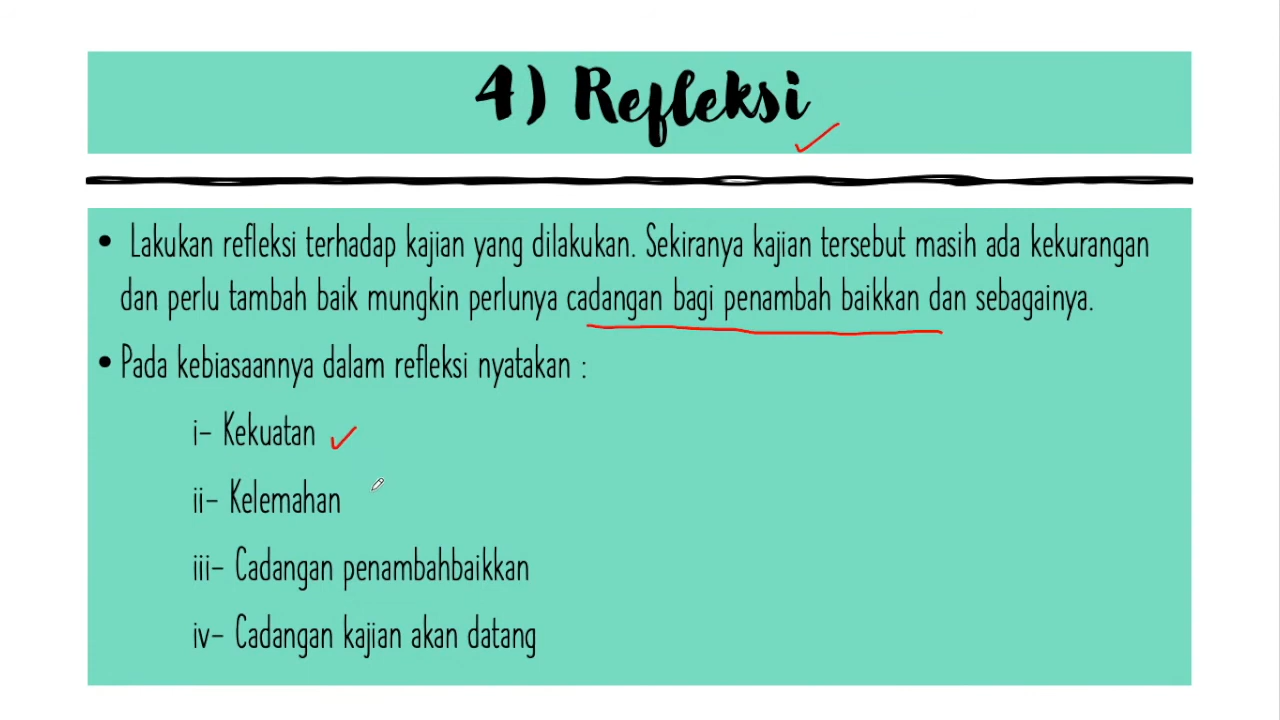 4) Refleksi
• Lakukan refleksi terhadap kajian yang dilakukan. Sekiranya kajian tersebut masih ada kekurangan
dan perlu tambah baik mungkin perlunya cadangan bagi penambah baikkan dan sebagainya.
• Pada kebiasaannya dalam refleksi nyatakan :
i- Kekuatan
ii- Kelemahan
iii- Cadangan penambahbaikkan
iv- Cadangan kajian akan datang